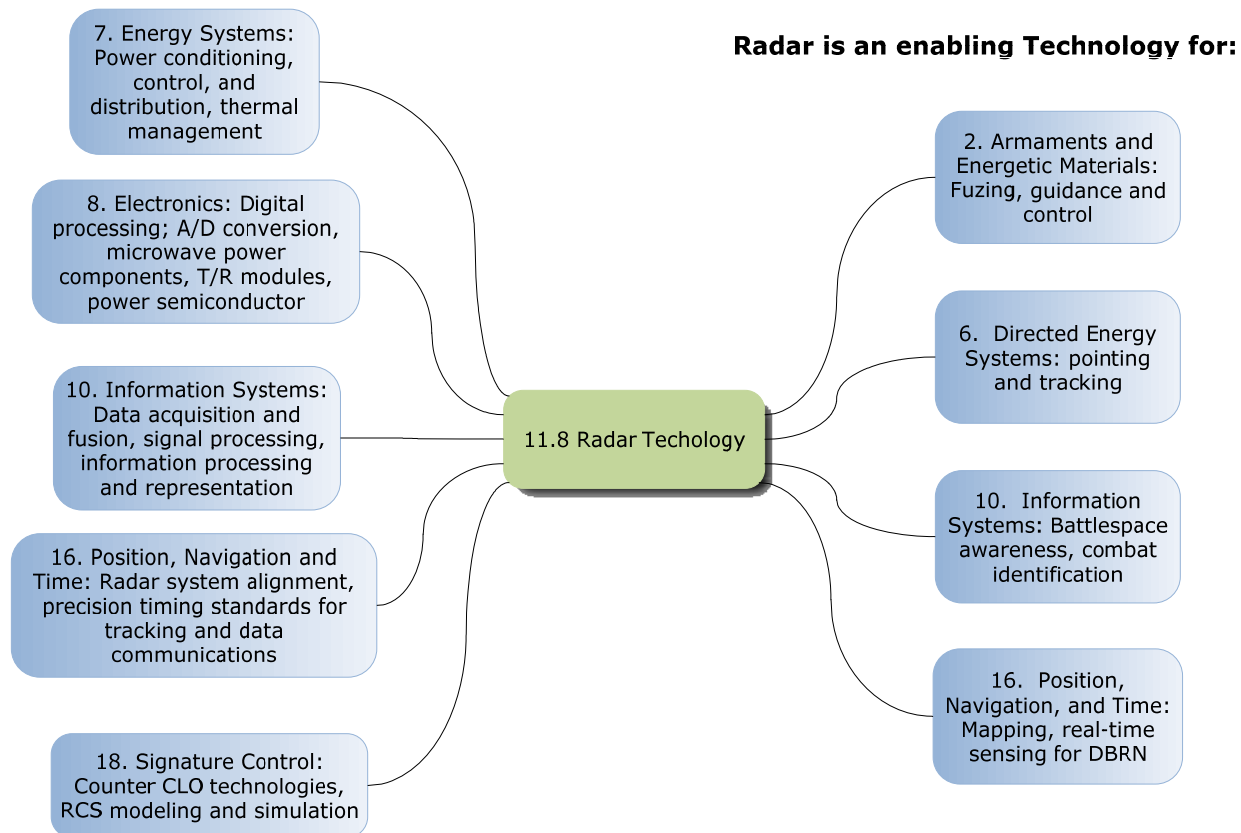 7. Energy Systems:
Power conditioning,
control, and
distribution, thermal
management
8. Electronics: Digital
processing; A/D conversion,
microwave power
components, T/R modules,
power semiconductor
10. Information Systems:
Data acquisition and
fusion, signal processing,
information processing
and representation
16. Position, Navigation and
Time: Radar system alignment,
precision timing standards for
tracking and data
communications
18. Signature Control:
Counter CLO technologies,
RCS modeling and simulation
11.8 Radar Techology
Radar is an enabling Technology for:
2. Armaments and
Energetic Materials:
Fuzing, guidance and
control
6. Directed Energy
Systems: pointing
and tracking
10. Information
Systems: Battlespace
awareness, combat
identification
16. Position,
Navigation, and Time:
Mapping, real-time
sensing for DBRN